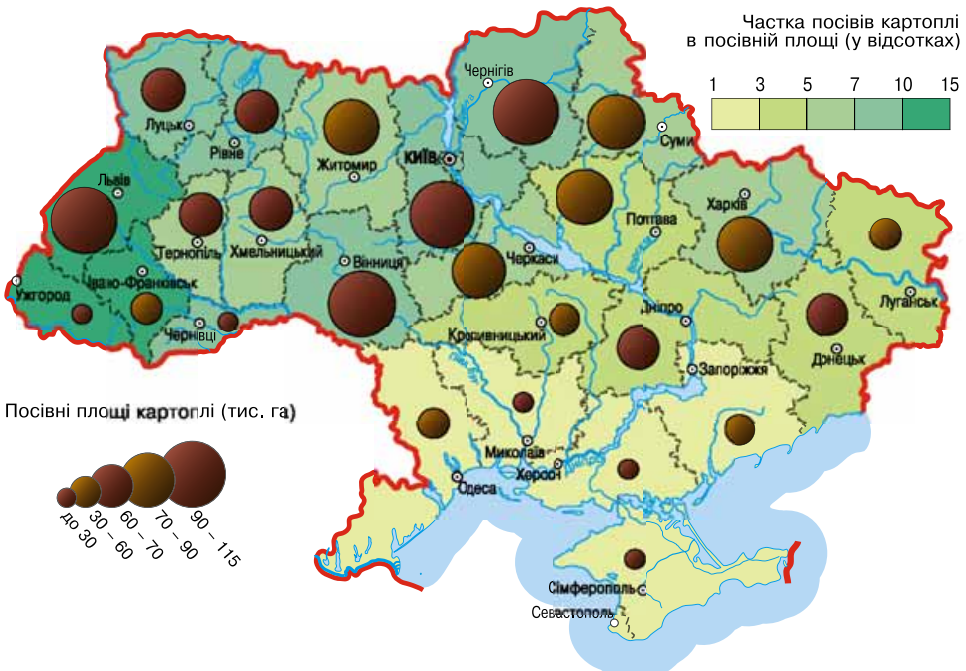 Частка посівів картоплі
в посівній площі (у відсотках)
1 3 5 7 10 15
Чернігів
Луцьк
Рівне
Житомир
КИЇВ
Суми
Львів
Тернопіль
Хмельницький
Вінниця
Черкаси
Полтава
Харків
Ужгород
Івано-Франківськ
Чернівці
Кропивницький
Дніпро
Луганськ
Донецьк
Запоріжжя
Миколаїв
Херсон
Одеса
Сімферополь
Севастополь
Посівні площі картоплі (тис. га)
до 30
30 – 60
60 – 70
70 – 90
90 – 115